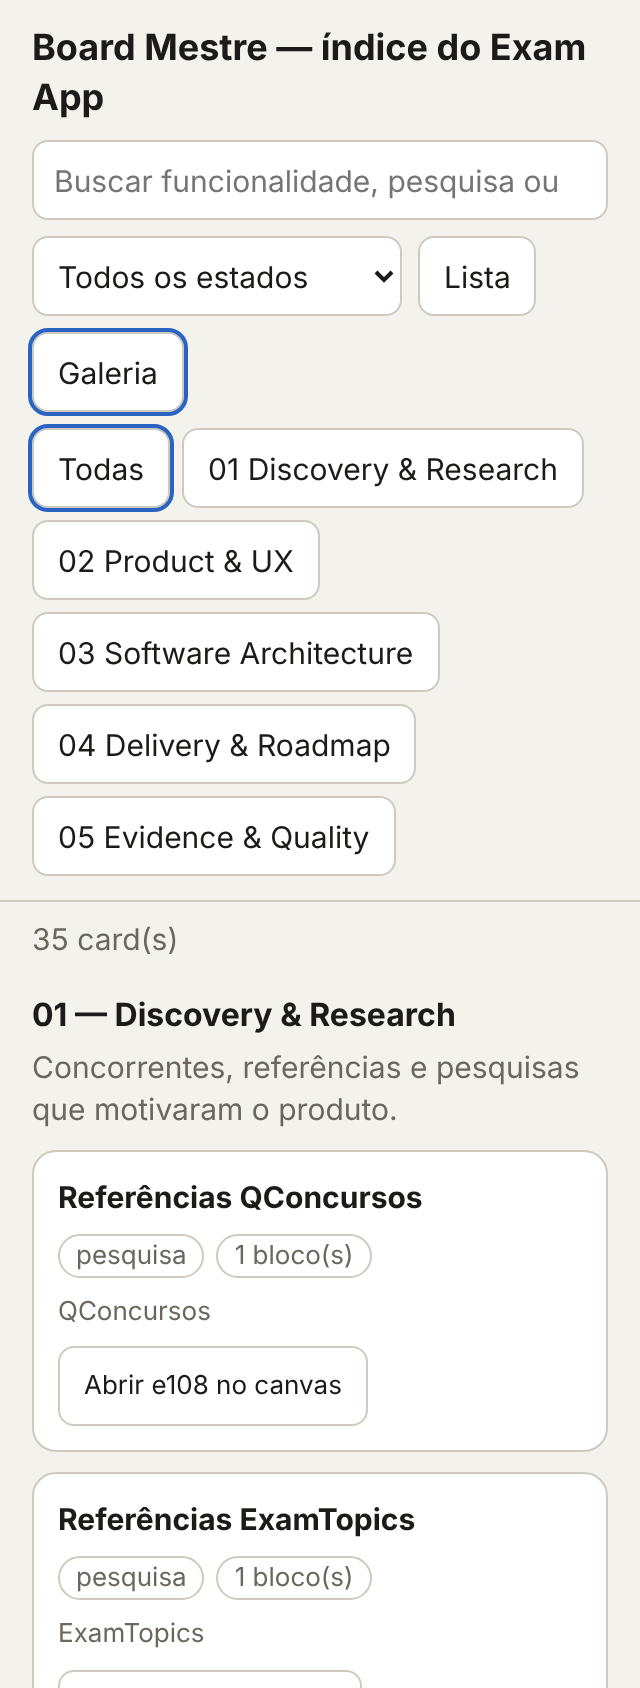 Board Mestre — índice do Exam
App
Buscar funcionalidade, pesquisa ou
Todos os estados
Lista
Galeria
Todas
01 Discovery & Research
02 Product & UX
03 Software Architecture
04 Delivery & Roadmap
05 Evidence & Quality
35 card(s)
01 — Discovery & Research
Concorrentes, referências e pesquisas
que motivaram o produto.
Referências QConcursos
pesquisa
1 bloco(s)
QConcursos
Abrir e108 no canvas
Referências ExamTopics
pesquisa
1 bloco(s)
ExamTopics